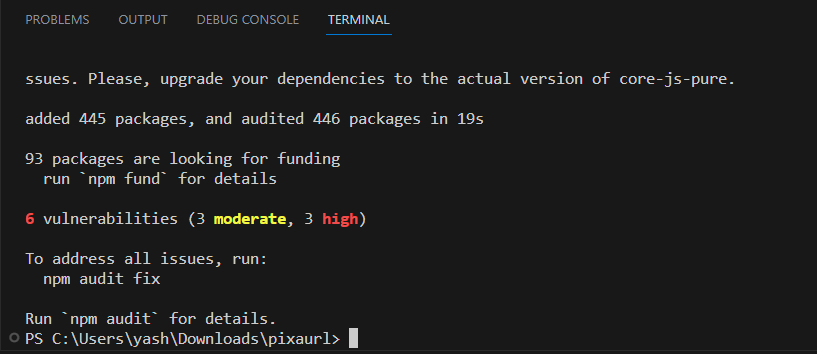 PROBLEMS OUTPUT DEBUG CONSOLE TERMINAL
ssues. Please, upgrade your dependencies to the actual version of core-js-pure.
added 445 packages, and audited 446 packages in 19s
93 packages are looking for funding
  run `npm fund` for details
6 vulnerabilities (3 moderate, 3 high)
To address all issues, run:
  npm audit fix
Run `npm audit` for details.
PS C:\Users\yash\Downloads\pixaurl>